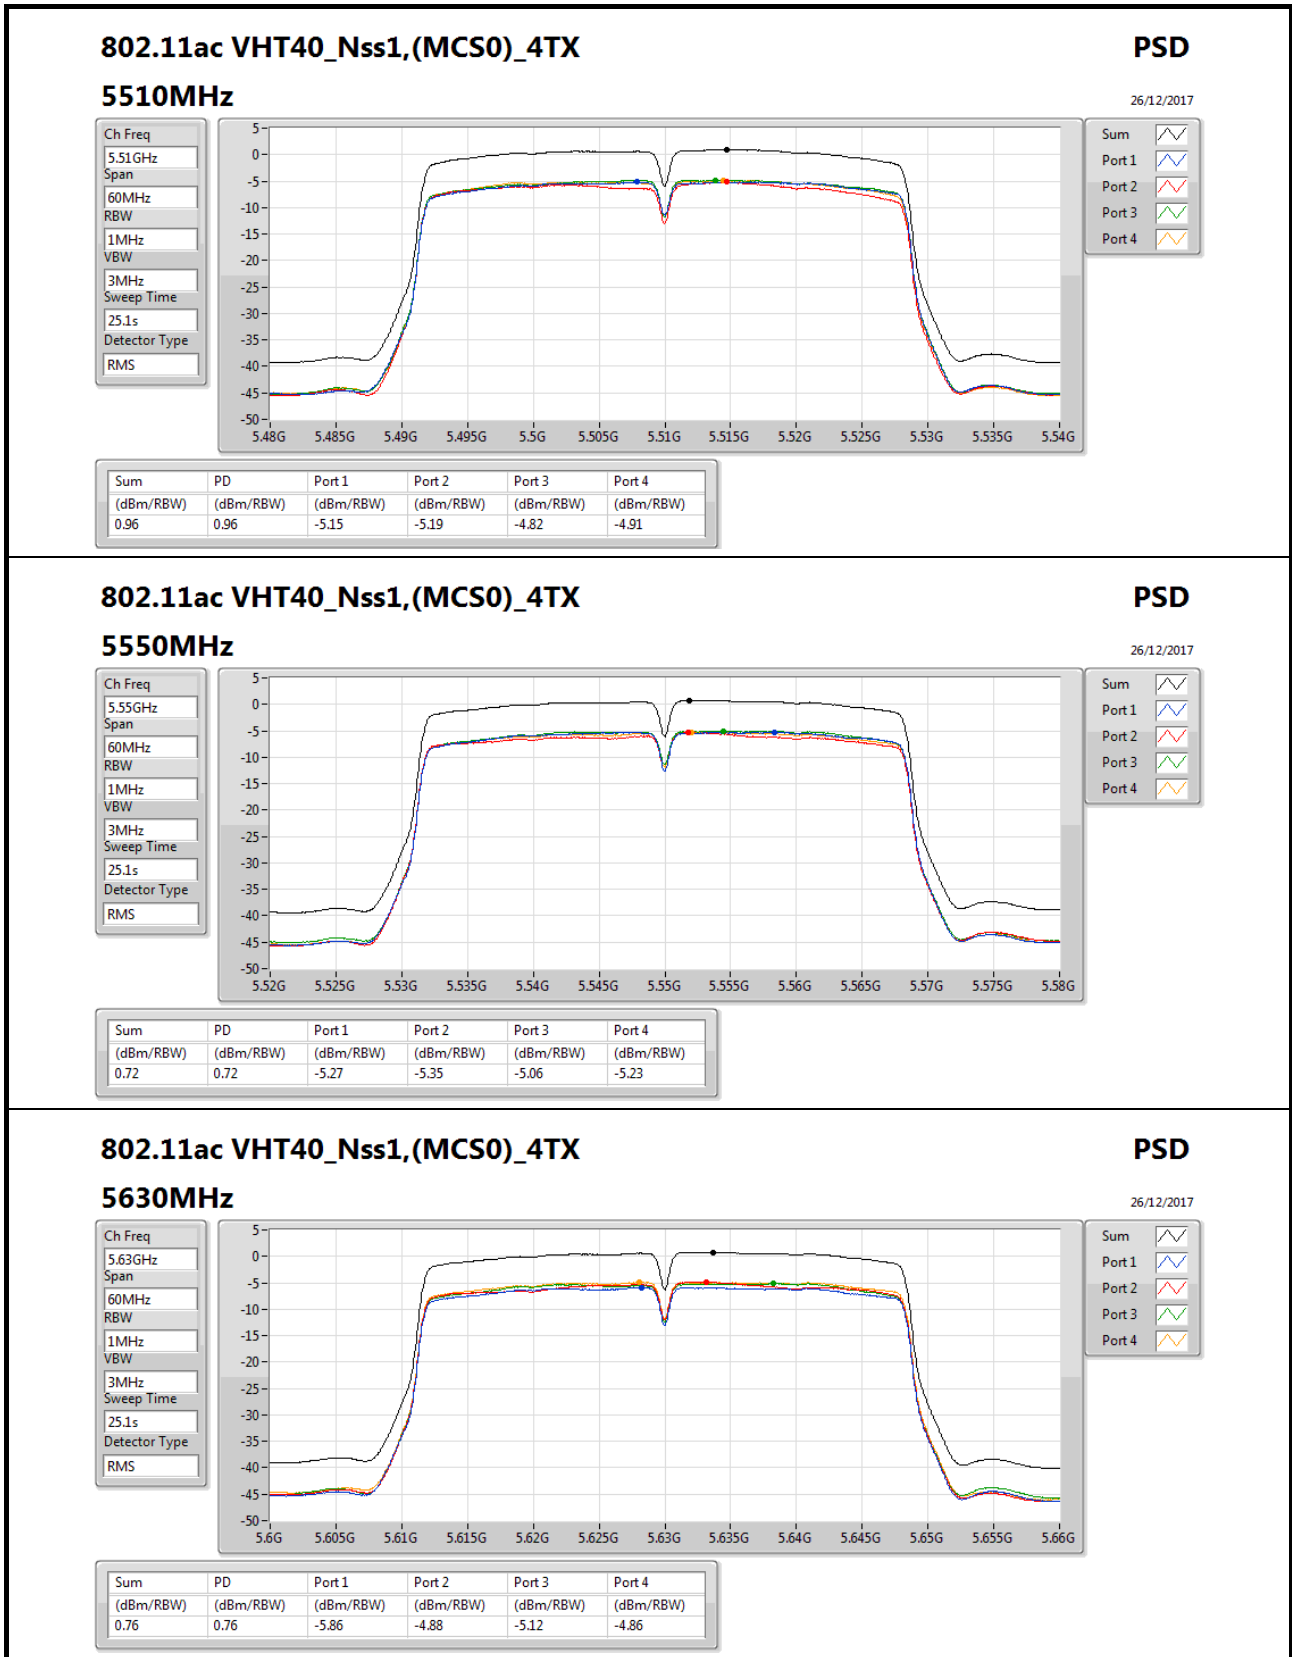 802.11ac VHT40_Nss1,(MCS0)_4TX PSD
5510MHz 26/12/2017
Ch Freq
5.51GHz
Span
60MHz
RBW
1MHz
VBW
3MHz
Sweep Time
25.1s
Detector Type
RMS
5
0
-5
-10
-15
-20
-25
-30
-35
-40
-45
-50
5.48G 5.485G 5.49G 5.495G 5.5G 5.505G 5.51G 5.515G 5.52G 5.525G 5.53G 5.535G 5.54G
Sum
Port 1
Port 2
Port 3
Port 4
Sum PD Port 1 Port 2 Port 3 Port 4
(dBm/RBW) (dBm/RBW) (dBm/RBW) (dBm/RBW) (dBm/RBW) (dBm/RBW)
0.96 0.96 -5.15 -5.19 -4.82 -4.91
802.11ac VHT40_Nss1,(MCS0)_4TX PSD
5550MHz 26/12/2017
Ch Freq
5.55GHz
Span
60MHz
RBW
1MHz
VBW
3MHz
Sweep Time
25.1s
Detector Type
RMS
5
0
-5
-10
-15
-20
-25
-30
-35
-40
-45
-50
5.52G 5.525G 5.53G 5.535G 5.54G 5.545G 5.55G 5.555G 5.56G 5.565G 5.57G 5.575G 5.58G
Sum
Port 1
Port 2
Port 3
Port 4
Sum PD Port 1 Port 2 Port 3 Port 4
(dBm/RBW) (dBm/RBW) (dBm/RBW) (dBm/RBW) (dBm/RBW) (dBm/RBW)
0.72 0.72 -5.27 -5.35 -5.06 -5.23
802.11ac VHT40_Nss1,(MCS0)_4TX PSD
5630MHz 26/12/2017
Ch Freq
5.63GHz
Span
60MHz
RBW
1MHz
VBW
3MHz
Sweep Time
25.1s
Detector Type
RMS
5
0
-5
-10
-15
-20
-25
-30
-35
-40
-45
-50
5.6G 5.605G 5.61G 5.615G 5.62G 5.625G 5.63G 5.635G 5.64G 5.645G 5.65G 5.655G 5.66G
Sum
Port 1
Port 2
Port 3
Port 4
Sum PD Port 1 Port 2 Port 3 Port 4
(dBm/RBW) (dBm/RBW) (dBm/RBW) (dBm/RBW) (dBm/RBW) (dBm/RBW)
0.76 0.76 -5.86 -4.88 -5.12 -4.86